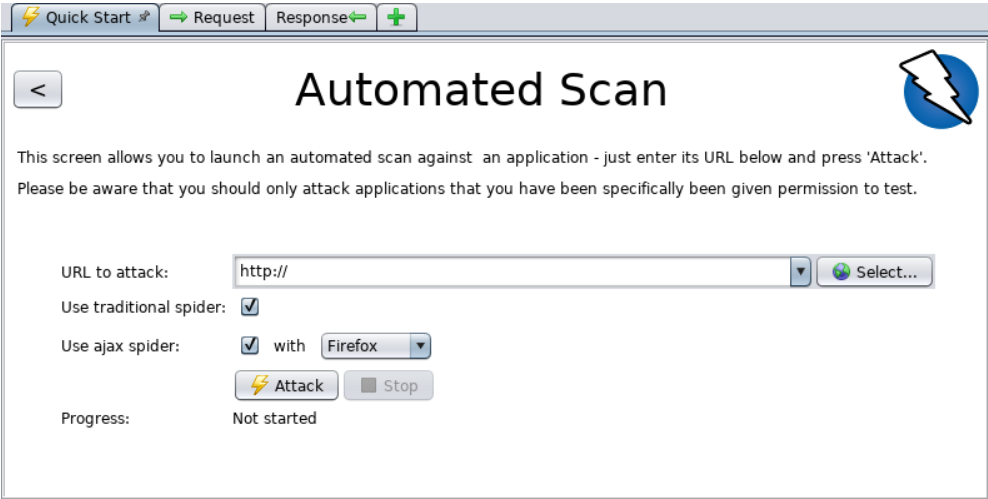 Quick Start Request Response
<
Automated Scan
This screen allows you to launch an automated scan against an application - just enter its URL below and press 'Attack'.
Please be aware that you should only attack applications that you have been specifically been given permission to test.
URL to attack: http:// Select...
Use traditional spider:
Use ajax spider: with Firefox
Attack Stop
Progress: Not started